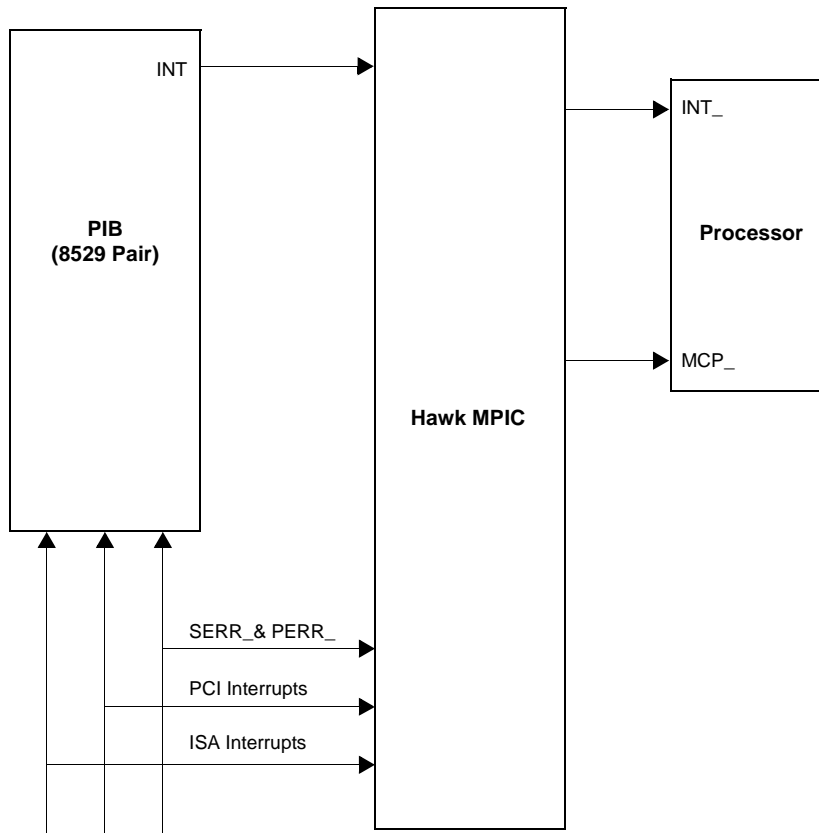 INT
PIB
(8529 Pair)
Hawk MPIC
INT_
Processor
MCP_
SERR_& PERR_
PCI Interrupts
ISA Interrupts